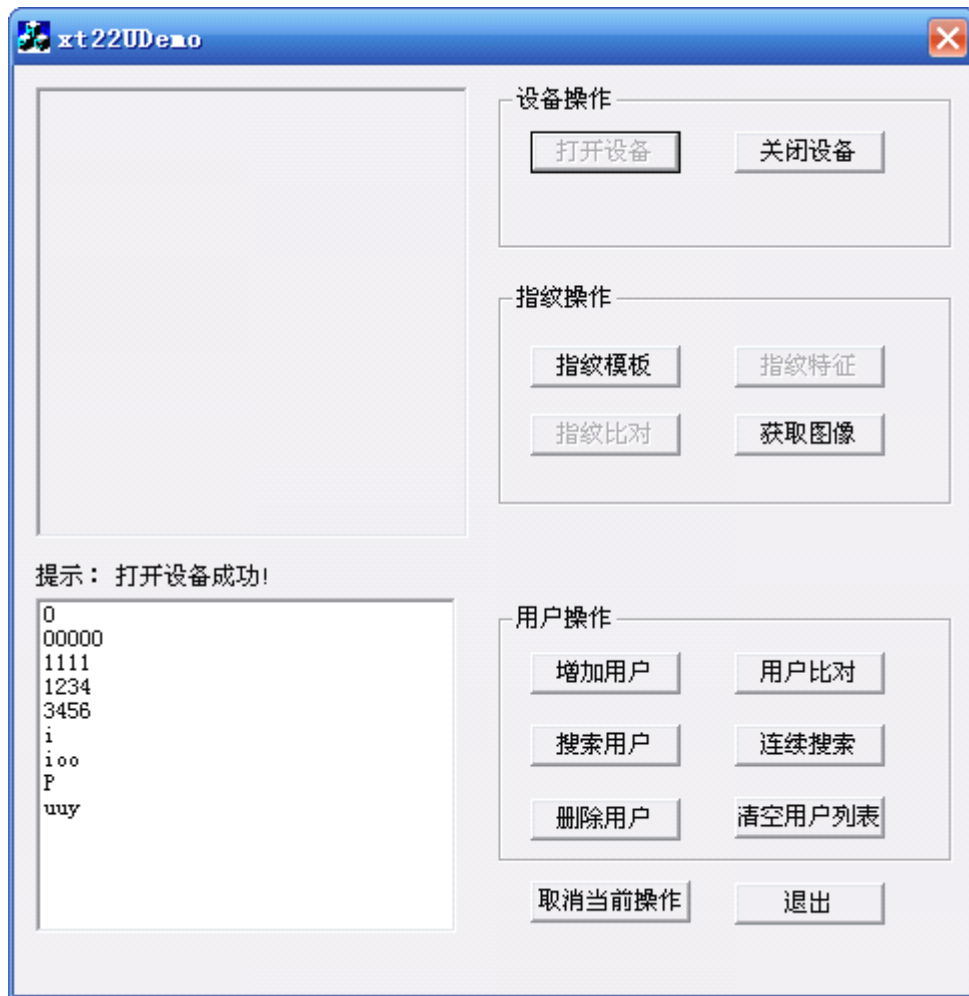 xt22UDemo
设备操作
打开设备 关闭设备
指纹操作
指纹模板 指纹特征
指纹比对 获取图像
提示： 打开设备成功!
0
00000
1111
1234
3456
i
ioo
P
uuy
用户操作
增加用户 用户比对
搜索用户 连续搜索
删除用户 清空用户列表
取消当前操作 退出